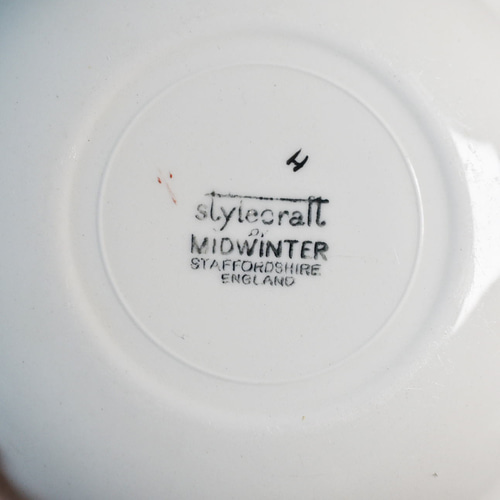 H
stylecraft
BY
MIDWINTER
STAFFORDSHIRE
ENGLAND